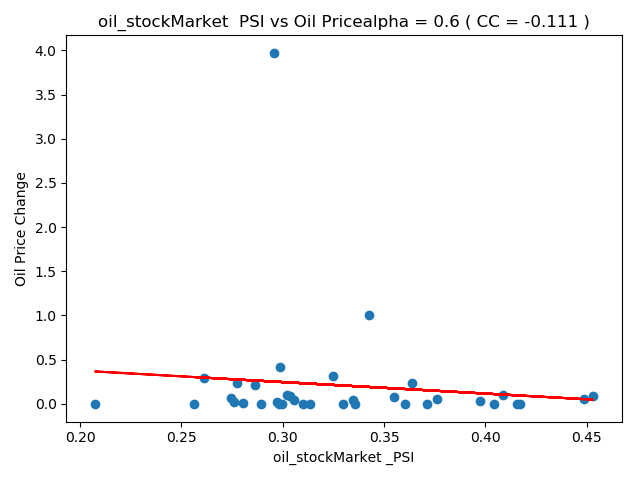 oil_stockMarket  PSI vs Oil Pricealpha = 0.6 ( CC = -0.111 )
4.0
3.5
3.0
2.5
2.0
1.5
1.0
0.5
0.0
Oil Price Change
0.20 0.25 0.30 0.35 0.40 0.45
oil_stockMarket _PSI